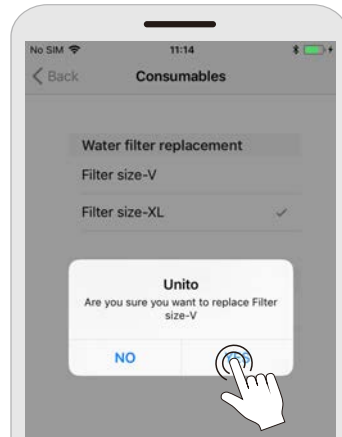 No SIM 11:14
Back Consumables
Water filter replacement
Filter size-V
Filter size-XL
Unito
Are you sure you want to replace Filter
size-V
NO YES